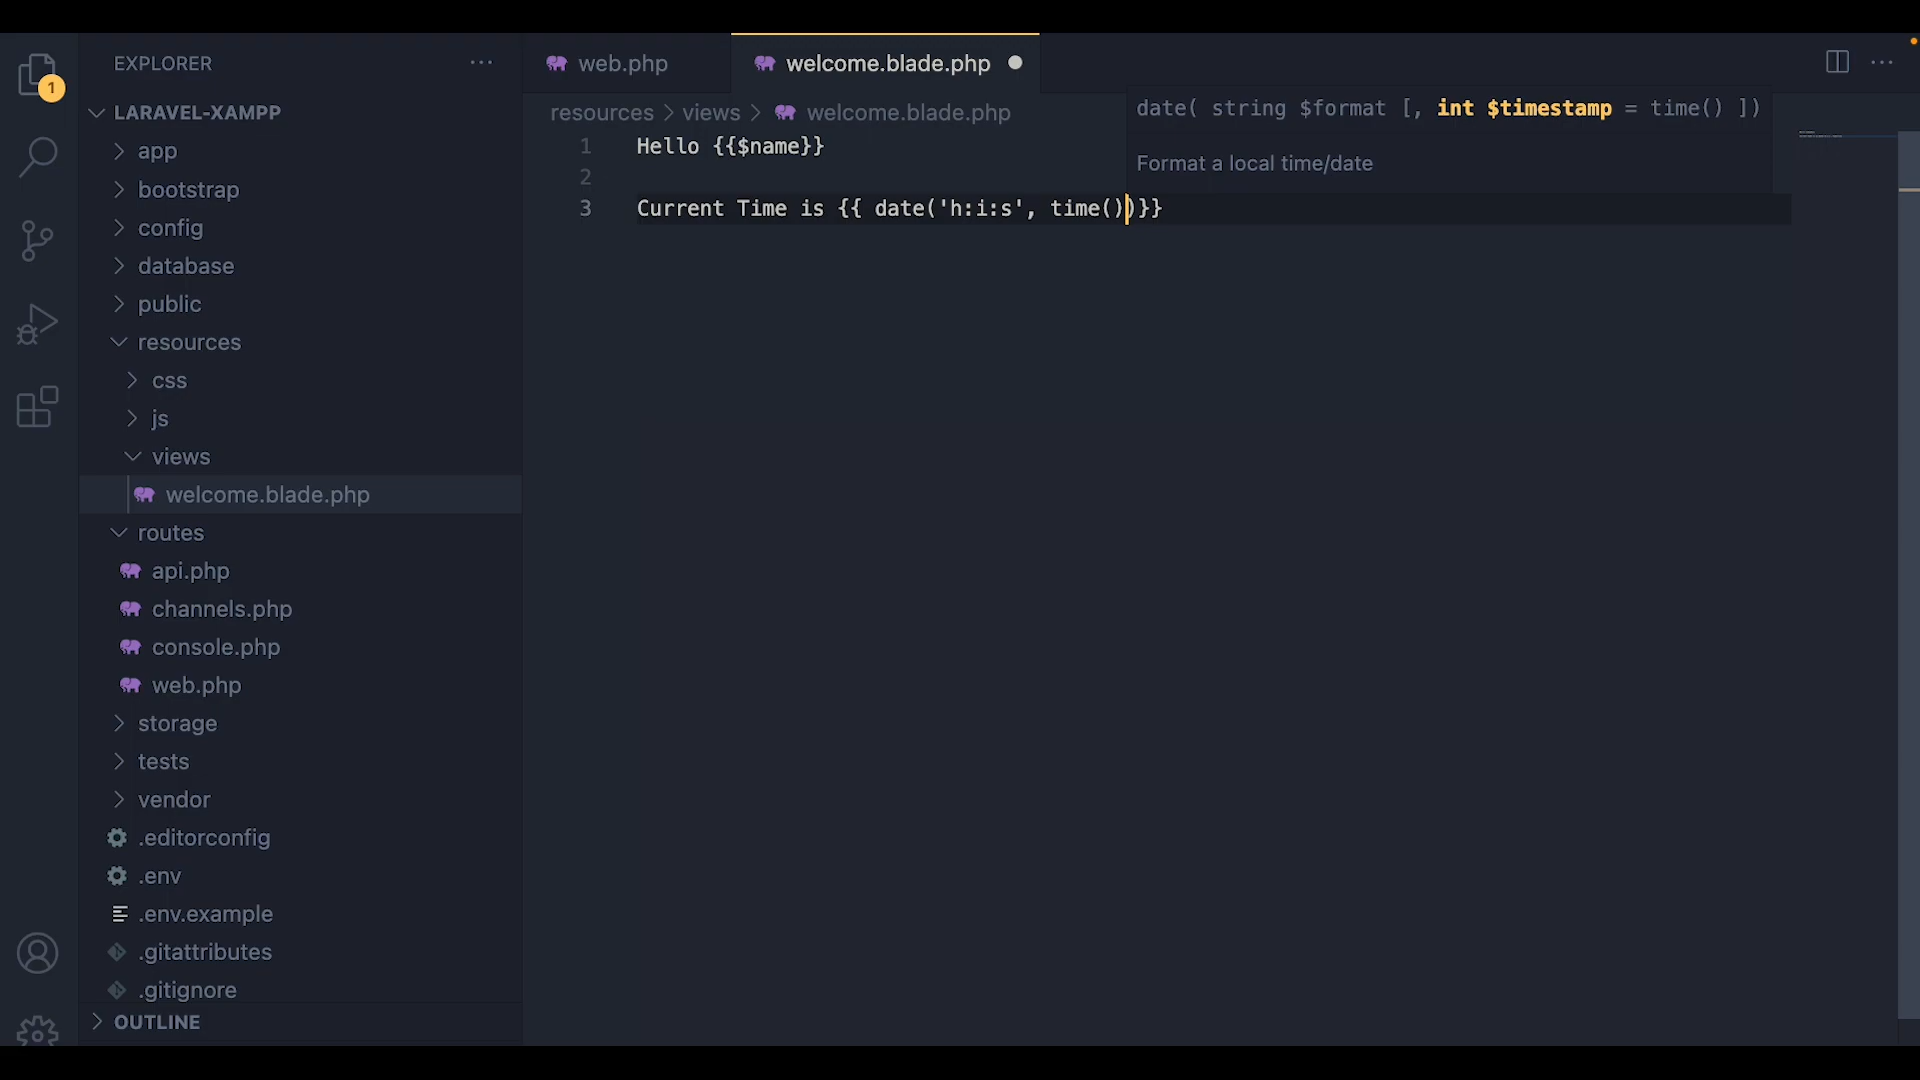 EXPLORER
1
LARAVEL-XAMPP
app
bootstrap
config
database
public
resources
css
js
views
welcome.blade.php
routes
api.php
channels.php
console.php
web.php
storage
tests
vendor
.editorconfig
.env
.env.example
.gitattributes
.gitignore
OUTLINE
web.php
welcome.blade.php
resources > views > welcome.blade.php
date( string $format [, int $timestamp = time() ])
Format a local time/date
1 Hello {{$name}}
2
3 Current Time is {{ date('h:i:s', time())}}